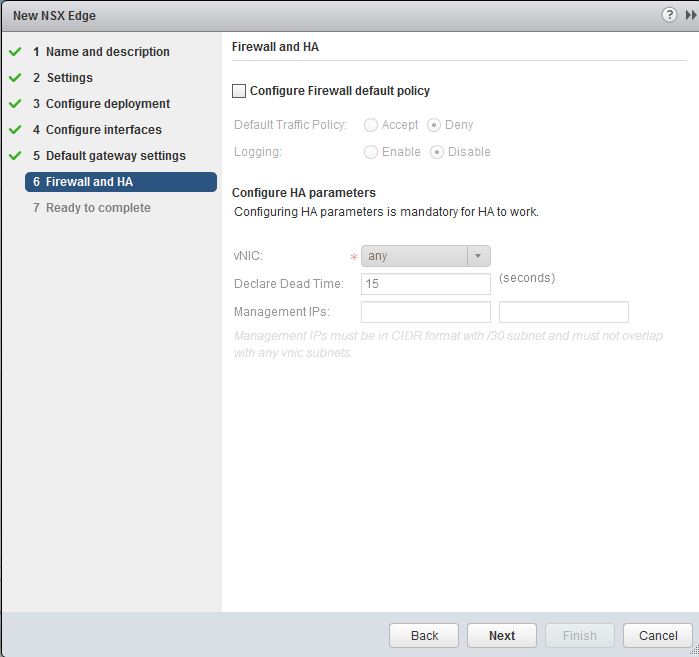 New NSX Edge
?
1 Name and description
2 Settings
3 Configure deployment
4 Configure interfaces
5 Default gateway settings
6 Firewall and HA
7 Ready to complete
Firewall and HA
Configure Firewall default policy
Default Traffic Policy: Accept Deny
Logging: Enable Disable
Configure HA parameters
Configuring HA parameters is mandatory for HA to work.
vNIC: * any
Declare Dead Time: 15 (seconds)
Management IPs:
Management IPs must be in CIDR format with /30 subnet and must not overlap
with any vnic subnets.
Back Next Finish Cancel